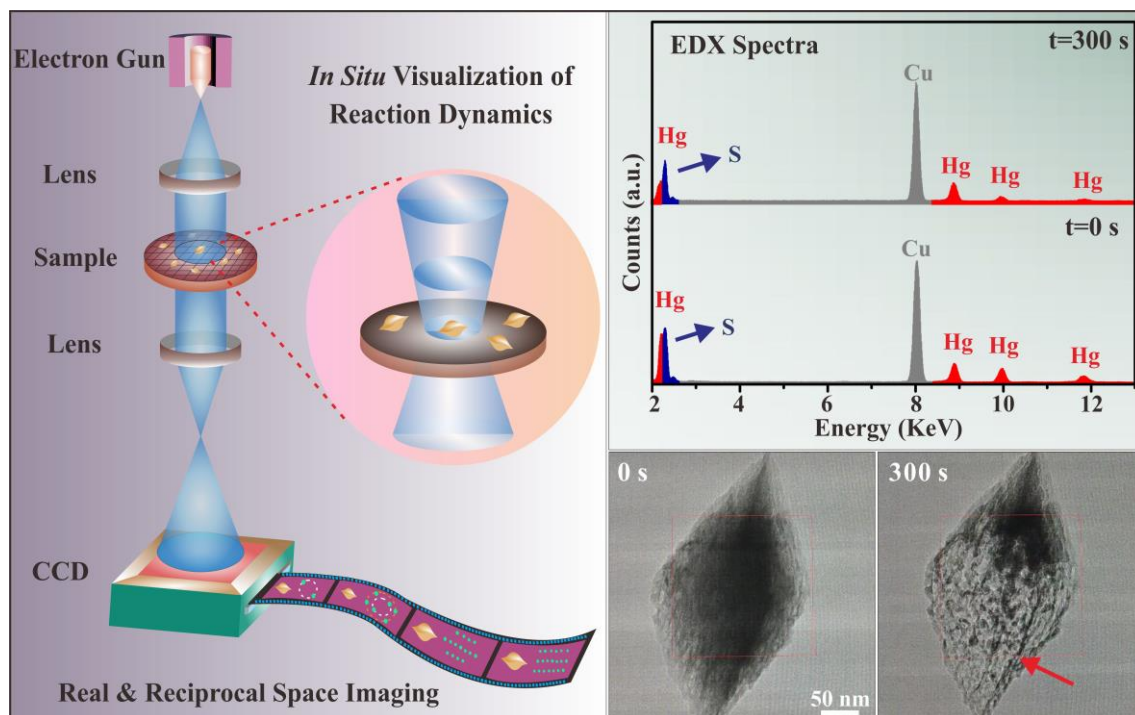 Electron Gun
In Situ Visualization of
Reaction Dynamics
Lens
Sample
Lens
CCD
Real & Reciprocal Space Imaging
EDX Spectra
t=300 s
Cu
Hg
S
Hg
Hg
Hg
Counts (a.u.)
t=0 s
Cu
Hg
S
Hg
Hg
Hg
2 4 6 8 10 12
Energy (KeV)
0 s
300 s
50 nm